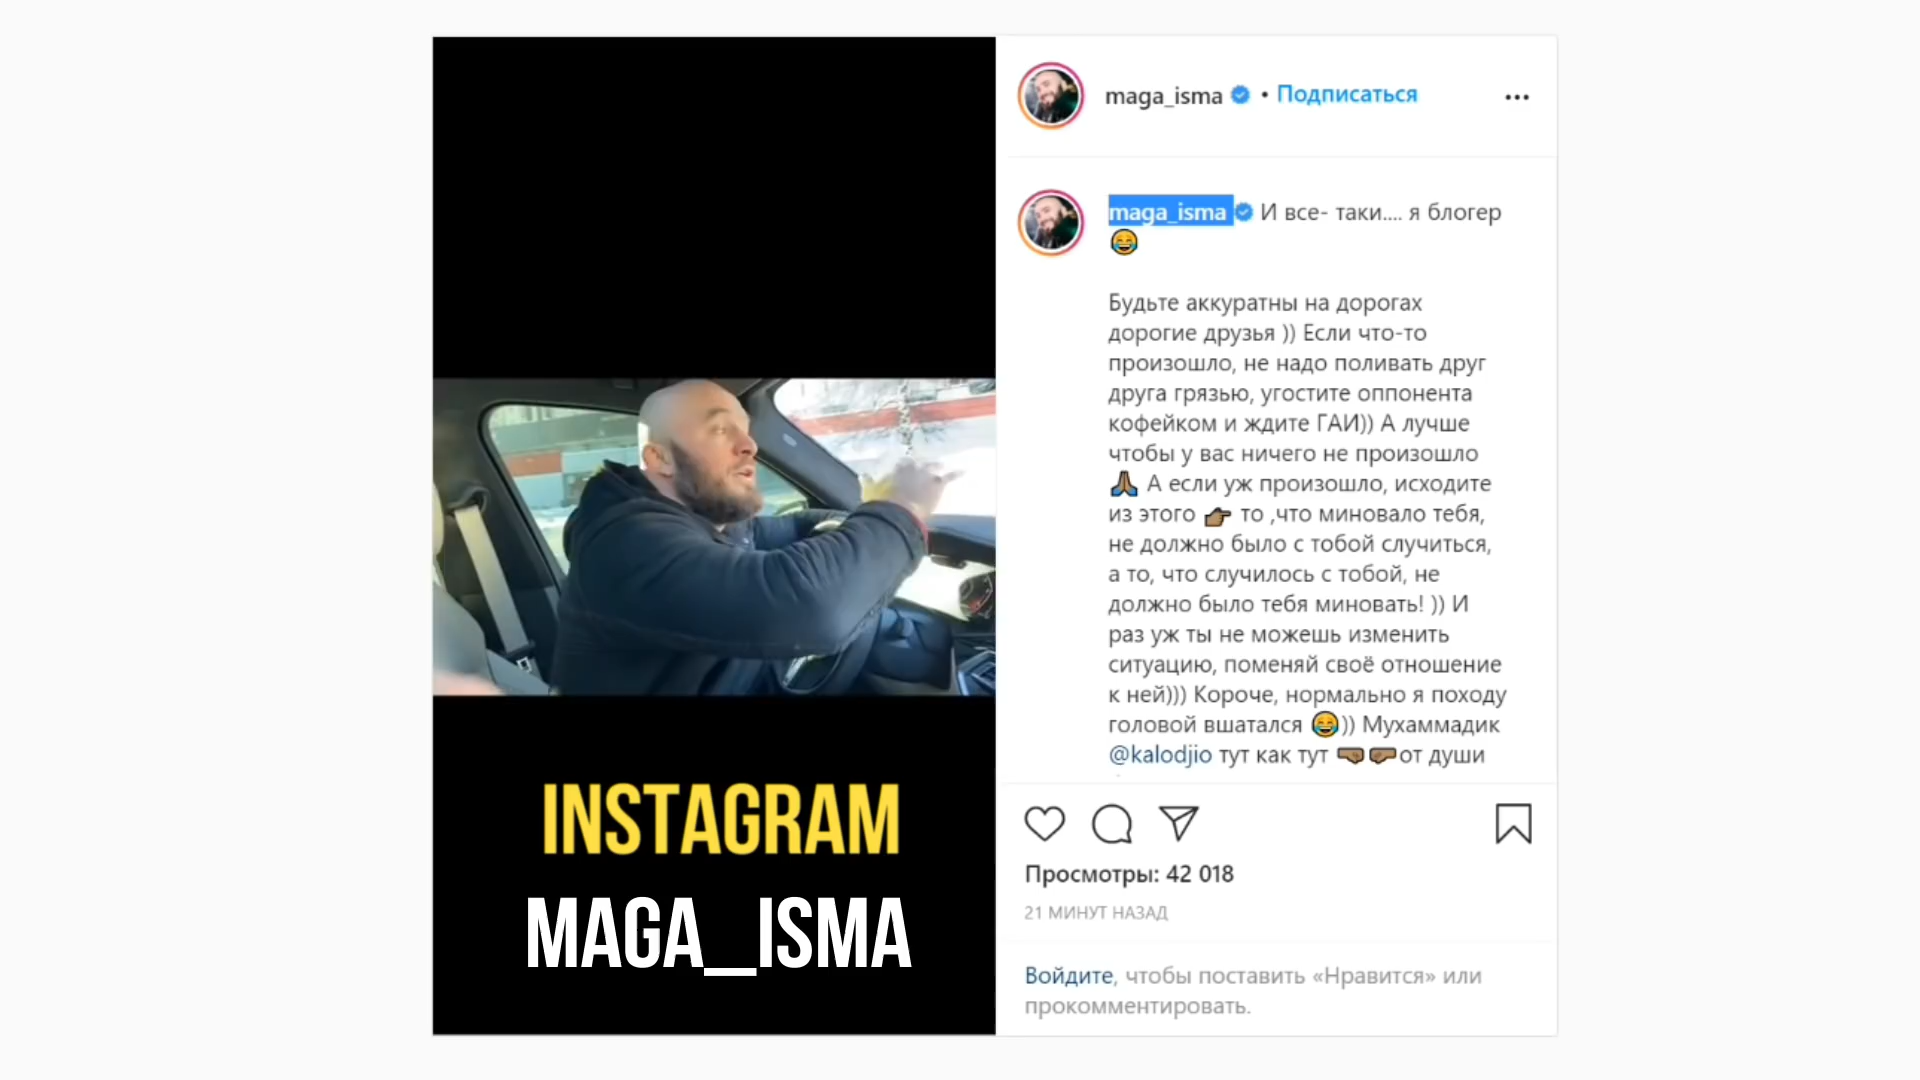 INSTAGRAM
MAGA_ISMA
maga_isma • Подписаться
maga_isma И все- таки.... я блогер
😂
Будьте аккуратны на дорогах
дорогие друзья )) Если что-то
произошло, не надо поливать друг
друга грязью, угостите оппонента
кофейком и ждите ГАИ)) А лучше
чтобы у вас ничего не произошло
🙏🏽 А если уж произошло, исходите
из этого 👉🏽 то ,что миновало тебя,
не должно было с тобой случиться,
а то, что случилось с тобой, не
должно было тебя миновать! )) И
раз уж ты не можешь изменить
ситуацию, поменяй своё отношение
к ней))) Короче, нормально я походу
головой вшатался 😂)) Мухаммадик
@kalodjio тут как тут 🤜🏽🤛🏽от души
Просмотры: 42 018
21 МИНУТ НАЗАД
Войдите, чтобы поставить «Нравится» или
прокомментировать.